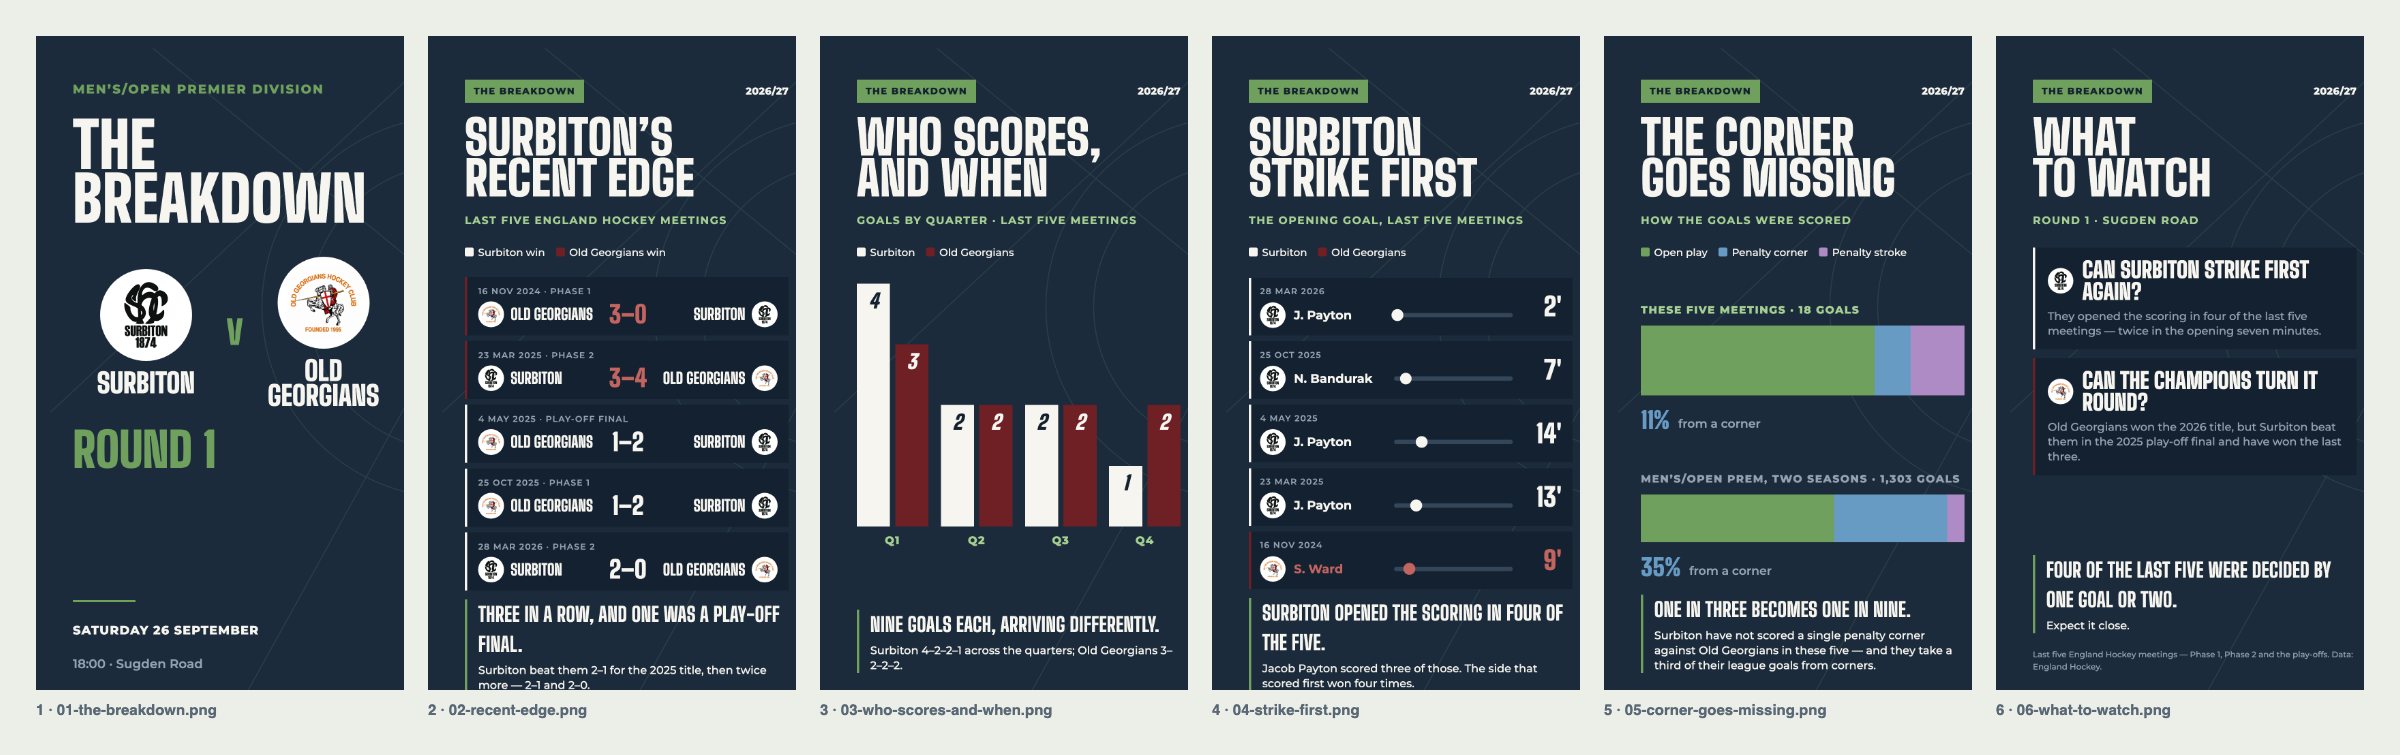 MEN'S/OPEN PREMIER DIVISION
THE
BREAKDOWN
SURBITON
1874
OLD GEORGIANS HOCKEY CLUB
FOUNDED 1965
V
SURBITON
OLD
GEORGIANS
ROUND 1
SATURDAY 26 SEPTEMBER
18:00 · Sugden Road
1 · 01-the-breakdown.png
THE BREAKDOWN
2026/27
SURBITON'S
RECENT EDGE
LAST FIVE ENGLAND HOCKEY MEETINGS
Surbiton win
Old Georgians win
16 NOV 2024 · PHASE 1
OLD GEORGIANS 3–0 SURBITON
23 MAR 2025 · PHASE 2
SURBITON 3–4 OLD GEORGIANS
4 MAY 2025 · PLAY-OFF FINAL
OLD GEORGIANS 1–2 SURBITON
25 OCT 2025 · PHASE 1
OLD GEORGIANS 1–2 SURBITON
28 MAR 2026 · PHASE 2
SURBITON 2–0 OLD GEORGIANS
THREE IN A ROW, AND ONE WAS A PLAY-OFF
FINAL.
Surbiton beat them 2–1 for the 2025 title, then twice
more — 2–1 and 2–0.
2 · 02-recent-edge.png
THE BREAKDOWN
2026/27
WHO SCORES,
AND WHEN
GOALS BY QUARTER · LAST FIVE MEETINGS
Surbiton
Old Georgians
4
3
2
2
2
2
1
2
Q1
Q2
Q3
Q4
NINE GOALS EACH, ARRIVING DIFFERENTLY.
Surbiton 4–2–2–1 across the quarters; Old Georgians 3–
2–2–2.
3 · 03-who-scores-and-when.png
THE BREAKDOWN
2026/27
SURBITON
STRIKE FIRST
THE OPENING GOAL, LAST FIVE MEETINGS
Surbiton
Old Georgians
28 MAR 2026
J. Payton 2'
25 OCT 2025
N. Bandurak 7'
4 MAY 2025
J. Payton 14'
23 MAR 2025
J. Payton 13'
16 NOV 2024
S. Ward 9'
SURBITON OPENED THE SCORING IN FOUR OF
THE FIVE.
Jacob Payton scored three of those. The side that
scored first won four times.
4 · 04-strike-first.png
THE BREAKDOWN
2026/27
THE CORNER
GOES MISSING
HOW THE GOALS WERE SCORED
Open play
Penalty corner
Penalty stroke
THESE FIVE MEETINGS · 18 GOALS
11% from a corner
MEN'S/OPEN PREM, TWO SEASONS · 1,303 GOALS
35% from a corner
ONE IN THREE BECOMES ONE IN NINE.
Surbiton have not scored a single penalty corner
against Old Georgians in these five — and they take a
third of their league goals from corners.
5 · 05-corner-goes-missing.png
THE BREAKDOWN
2026/27
WHAT
TO WATCH
ROUND 1 · SUGDEN ROAD
CAN SURBITON STRIKE FIRST
AGAIN?
They opened the scoring in four of the last five
meetings — twice in the opening seven minutes.
CAN THE CHAMPIONS TURN IT
ROUND?
Old Georgians won the 2026 title, but Surbiton beat
them in the 2025 play-off final and have won the last
three.
FOUR OF THE LAST FIVE WERE DECIDED BY
ONE GOAL OR TWO.
Expect it close.
Last five England Hockey meetings — Phase 1, Phase 2 and the play-offs. Data:
England Hockey.
6 · 06-what-to-watch.png